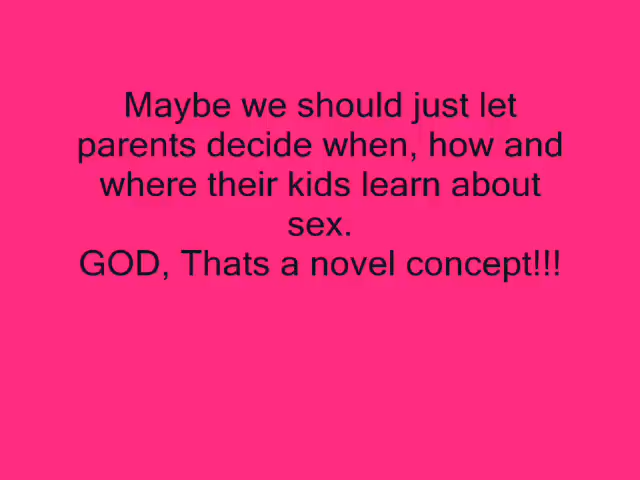 Maybe we should just let
parents decide when, how and
where their kids learn about
sex.
GOD, Thats a novel concept!!!